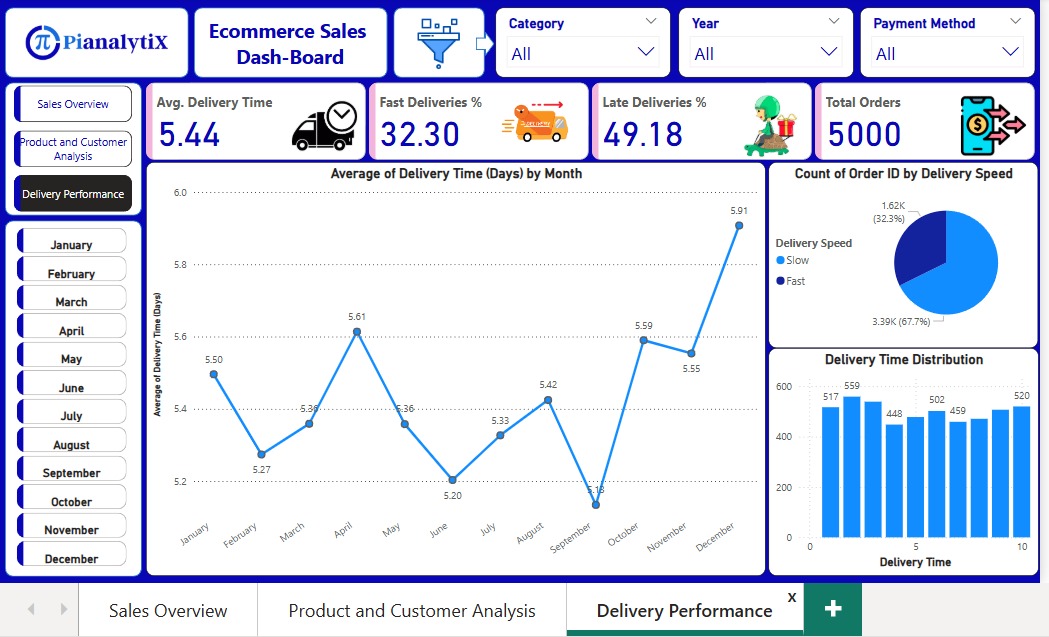 PianalytiX
Ecommerce Sales
Dash-Board
Category
All
Year
All
Payment Method
All
Sales Overview
Product and Customer
Analysis
Delivery Performance
Avg. Delivery Time
5.44
Fast Deliveries %
32.30
Late Deliveries %
49.18
Total Orders
5000
January
February
March
April
May
June
July
August
September
October
November
December
Average of Delivery Time (Days) by Month
Average of Delivery Time (Days)
6.0
5.8
5.6
5.4
5.2
5.50
5.27
5.36
5.61
5.36
5.20
5.33
5.42
5.13
5.59
5.55
5.91
January
February
March
April
May
June
July
August
September
October
November
December
Count of Order ID by Delivery Speed
Delivery Speed
Slow
Fast
1.62K
(32.3%)
3.39K (67.7%)
Delivery Time Distribution
600
400
200
0
517
559
448
502
459
520
0
5
10
Delivery Time
Sales Overview
Product and Customer Analysis
Delivery Performance
x
+